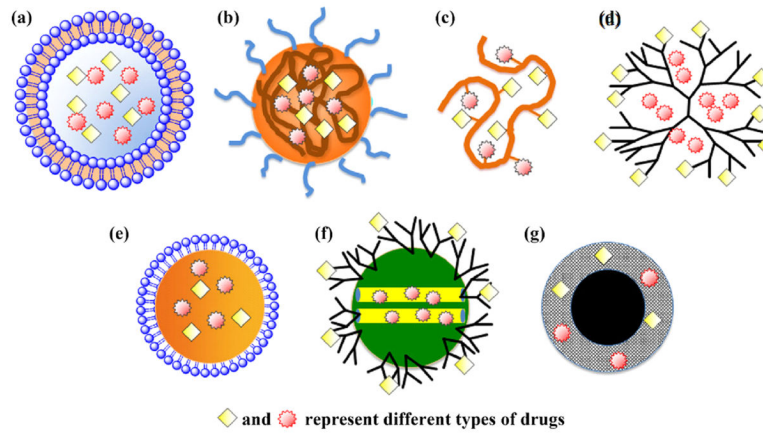 (a)
(b)
(c)
(d)
(e)
(f)
(g)
and represent different types of drugs